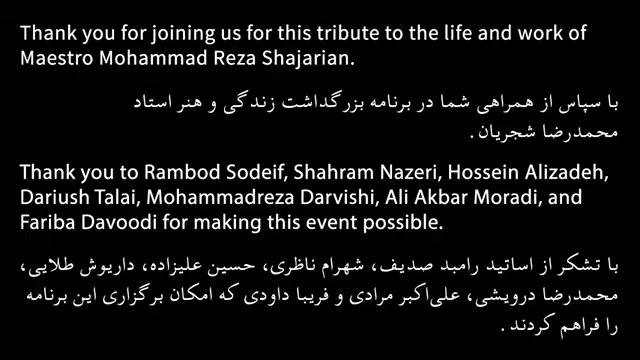 Thank you for joining us for this tribute to the life and work of
Maestro Mohammad Reza Shajarian.
با سپاس از همراهی شما در برنامه بزرگداشت زندگی و هنر استاد
محمدرضا شجریان .
Thank you to Rambod Sodeif, Shahram Nazeri, Hossein Alizadeh,
Dariush Talai, Mohammadreza Darvishi, Ali Akbar Moradi, and
Fariba Davoodi for making this event possible.
با تشکر از اساتید رامبد صدیف، شهرام ناظری، حسین علیزاده، داریوش طلایی،
محمدرضا درویشی، علی‌اکبر مرادی و فریبا داودی که امکان برگزاری این برنامه
را فراهم کردند .